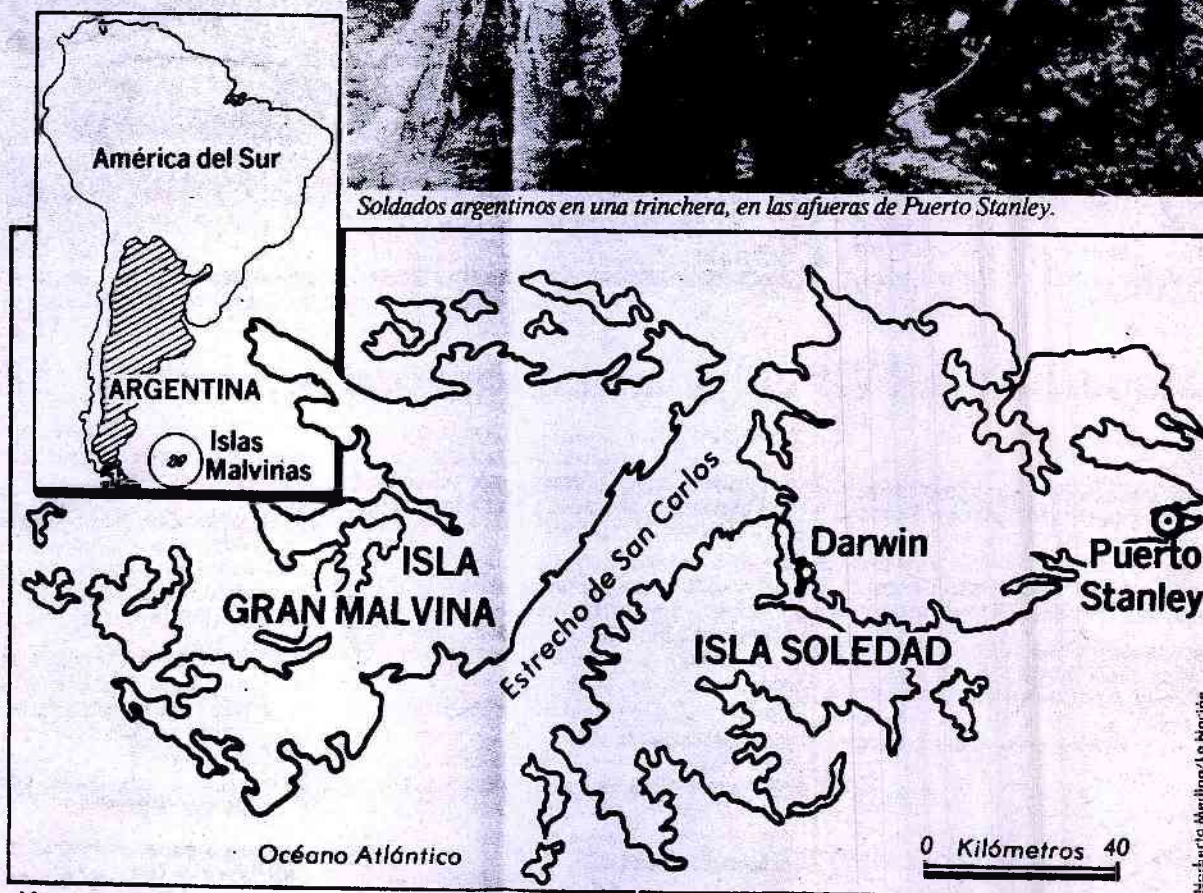 América del Sur
ARGENTINA
Islas
Malvinas
Soldados argentinos en una trinchera, en las afueras de Puerto Stanley.
ISLA
GRAN MALVINA
Estrecho de San Carlos
Darwin
Puerto
Stanley
ISLA SOLEDAD
Océano Atlántico
0 Kilómetros 40